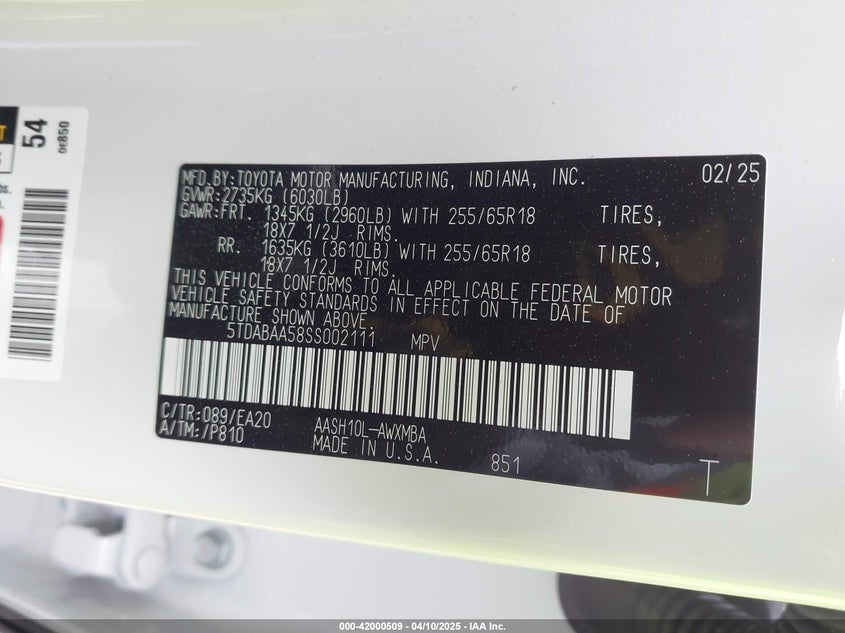 54
0E850
MFD.BY:TOYOTA MOTOR MANUFACTURING, INDIANA, INC. 02/25
GVWR:2735KG (6030LB)
GAWR:FRT. 1345KG (2960LB) WITH 255/65R18 TIRES,
18X7 1/2J RIMS.
RR. 1635KG (3610LB) WITH 255/65R18 TIRES,
18X7 1/2J RIMS.
THIS VEHICLE CONFORMS TO ALL APPLICABLE FEDERAL MOTOR
VEHICLE SAFETY STANDARDS IN EFFECT ON THE DATE OF
MANUFACTURE SHOWN ABOVE.
5TDABAA58SS002111 MPV
C/TR:089/EA20 AASH10L-AWXMBA
A/TM:/P810 MADE IN U.S.A. 851 T
000-42000509 - 04/10/2025 - IAA Inc.